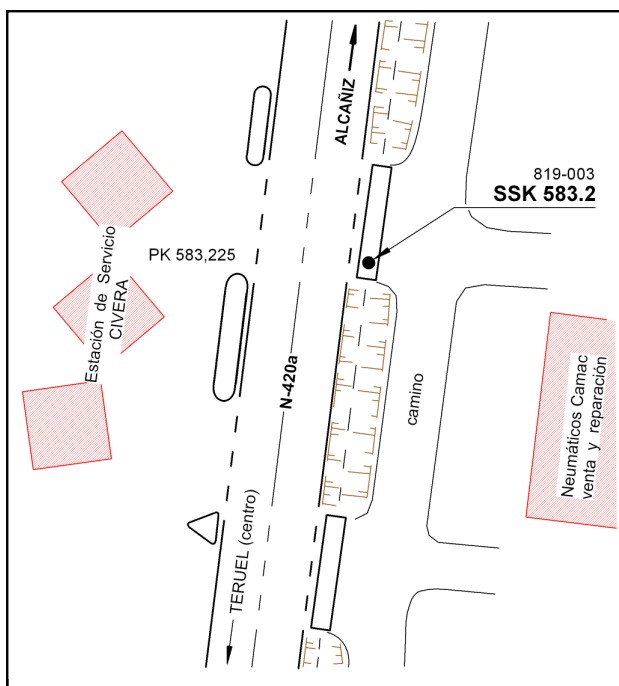 ALCAÑIZ
819-003
SSK 583.2
PK 583,225
Estación de Servicio
CIVERA
N-420a
camino
Neumáticos Camac
venta y reparación
TERUEL (centro)